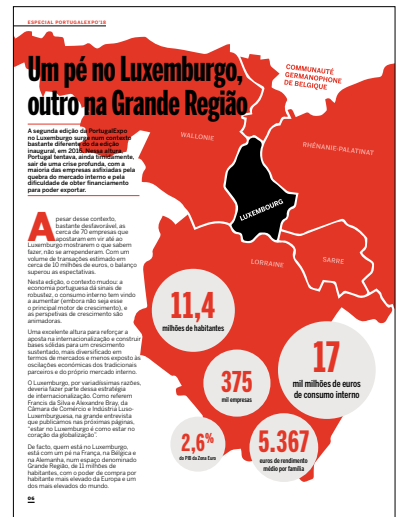 ESPECIAL PORTUGALEXPO'18
Um pé no Luxemburgo,
outro na Grande Região
A segunda edição da PortugalExpo
no Luxemburgo surge num contexto
bastante diferente do da edição
inaugural, em 2016. Nessa altura,
Portugal tentava, ainda timidamente,
sair de uma crise profunda, com a
maioria das empresas asfixiadas pela
quebra do mercado interno e pela
dificuldade de obter financiamento
para poder exportar.
Apesar desse contexto,
bastante desfavorável, as
cerca de 70 empresas que
apostaram em vir até ao
Luxemburgo mostrarem o que sabem
fazer, não se arrependeram. Com um
volume de transações estimado em
cerca de 10 milhões de euros, o balanço
superou as espectativas.
Nesta edição, o contexto mudou: a
economia portuguesa dá sinais de
robustez, o consumo interno tem vindo
a aumentar (embora não seja esse
o principal motor de crescimento), e
as perspetivas de crescimento são
animadoras.
Uma excelente altura para reforçar a
aposta na internacionalização e construir
bases sólidas para um crescimento
sustentado, mais diversificado em
termos de mercados e menos exposto às
oscilações económicas dos tradicionais
parceiros e do próprio mercado interno.
O Luxemburgo, por variadíssimas razões,
deveria fazer parte dessa estratégia
de internacionalização. Como referem
Francis da Silva e Alexandre Bray, da
Câmara de Comércio e Indústria Luso-
Luxemburguesa, na grande entrevista
que publicamos nas próximas páginas,
"estar no Luxemburgo é como estar no
coração da globalização".
De facto, quem está no Luxemburgo,
está com um pé na França, na Bélgica e
na Alemanha, num espaço denominado
Grande Região, de 11 milhões de
habitantes, com o poder de compra por
habitante mais elevado da Europa e um
dos mais elevados do mundo.
06
COMMUNAUTÉ
GERMANOPHONE
DE BELGIQUE
WALLONIE
RHÉNANIE-PALATINAT
LUXEMBOURG
LORRAINE
SARRE
11,4
milhões de habitantes
17
mil milhões de euros
de consumo interno
375
mil empresas
2,6%
do PIB da Zona Euro
5.367
euros de rendimento
médio por família